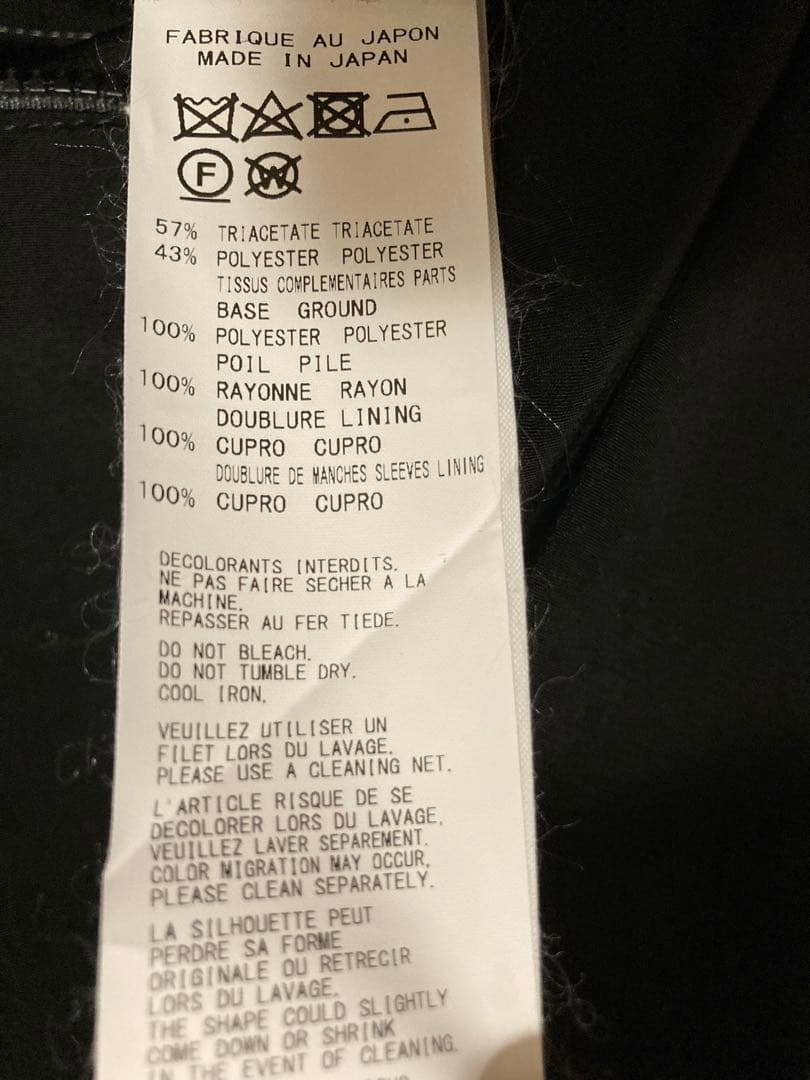 FABRIQUE AU JAPON
MADE IN JAPAN
F W
57% TRIACETATE TRIACETATE
43% POLYESTER POLYESTER
TISSUS COMPLEMENTAIRES PARTS
BASE GROUND
100% POLYESTER POLYESTER
POIL PILE
100% RAYONNE RAYON
DOUBLURE LINING
100% CUPRO CUPRO
DOUBLURE DE MANCHES SLEEVES LINING
100% CUPRO CUPRO
DECOLORANTS INTERDITS.
NE PAS FAIRE SECHER A LA
MACHINE.
REPASSER AU FER TIEDE.
DO NOT BLEACH.
DO NOT TUMBLE DRY.
COOL IRON.
VEUILLEZ UTILISER UN
FILET LORS DU LAVAGE.
PLEASE USE A CLEANING NET.
L'ARTICLE RISQUE DE SE
DECOLORER LORS DU LAVAGE,
VEUILLEZ LAVER SEPAREMENT.
COLOR MIGRATION MAY OCCUR,
PLEASE CLEAN SEPARATELY.
LA SILHOUETTE PEUT
PERDRE SA FORME
ORIGINALE OU RETRECIR
LORS DU LAVAGE.
THE SHAPE COULD SLIGHTLY
COME DOWN OR SHRINK
IN THE EVENT OF CLEANING.